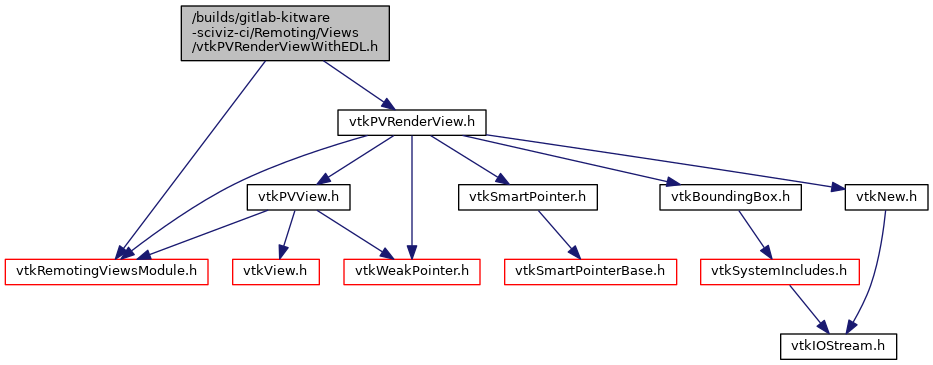 /builds/gitlab-kitware
-sciviz-ci/Remoting/Views
/vtkPVRenderViewWithEDL.h
vtkPVRenderView.h
vtkPVView.h
vtkSmartPointer.h
vtkBoundingBox.h
vtkNew.h
vtkRemotingViewsModule.h
vtkView.h
vtkWeakPointer.h
vtkSmartPointerBase.h
vtkSystemIncludes.h
vtkIOStream.h